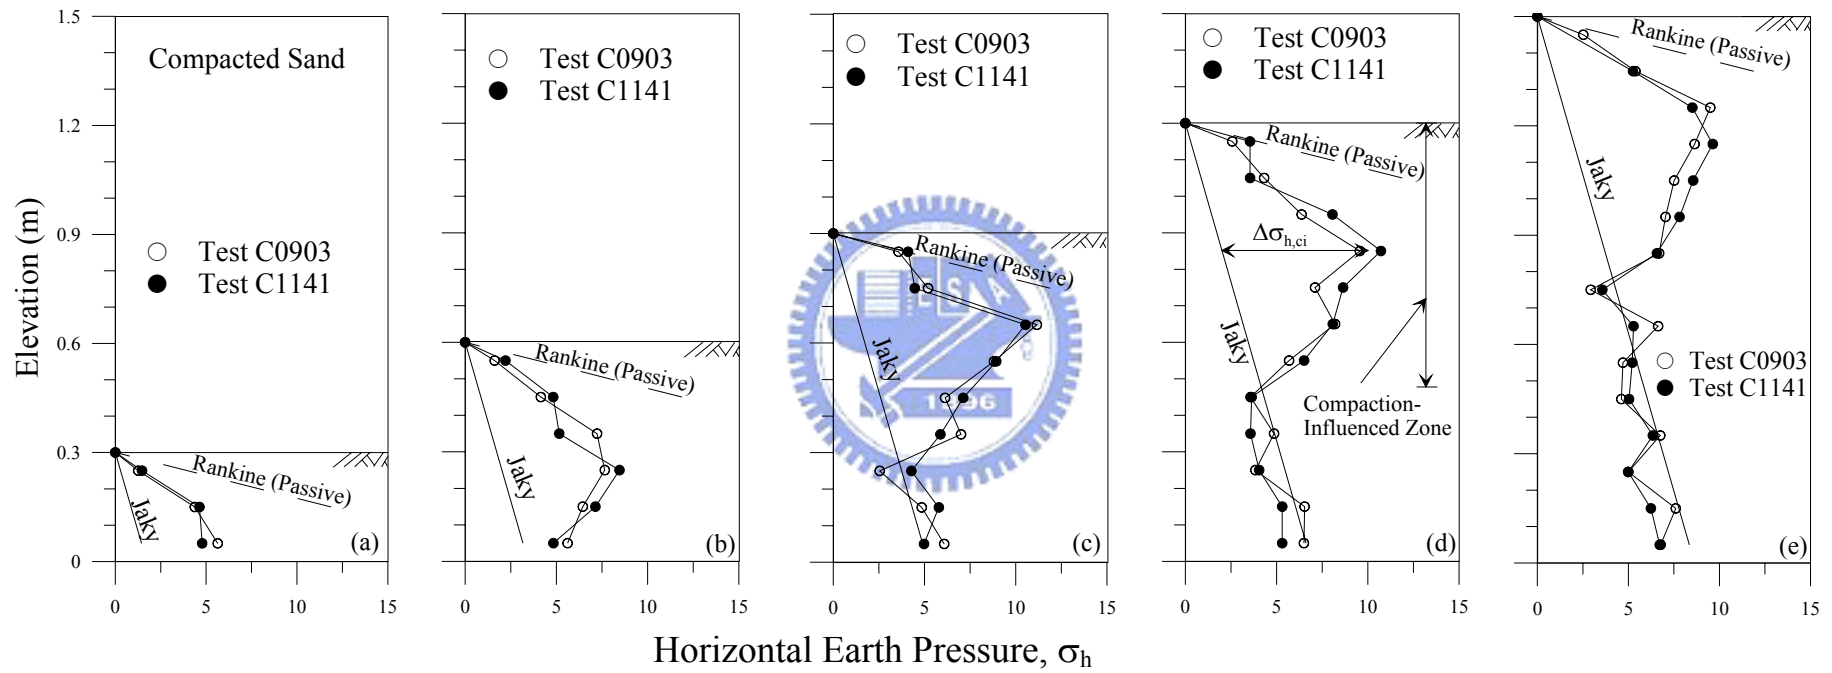 Elevation (m)
1.5
1.2
0.9
0.6
0.3
0
Compacted Sand
Test C0903
Test C1141
Rankine (Passive)
Jaky
(a)
0
5
10
15
Test C0903
Test C1141
Rankine (Passive)
Jaky
(b)
0
5
10
15
Test C0903
Test C1141
Rankine (Passive)
Jaky
ESA
1896
(c)
0
5
10
15
Test C0903
Test C1141
Rankine (Passive)
Δσh,ci
Jaky
Compaction-
Influenced Zone
(d)
0
5
10
15
Rankine (Passive)
Jaky
Test C0903
Test C1141
(e)
0
5
10
15
Horizontal Earth Pressure, σh